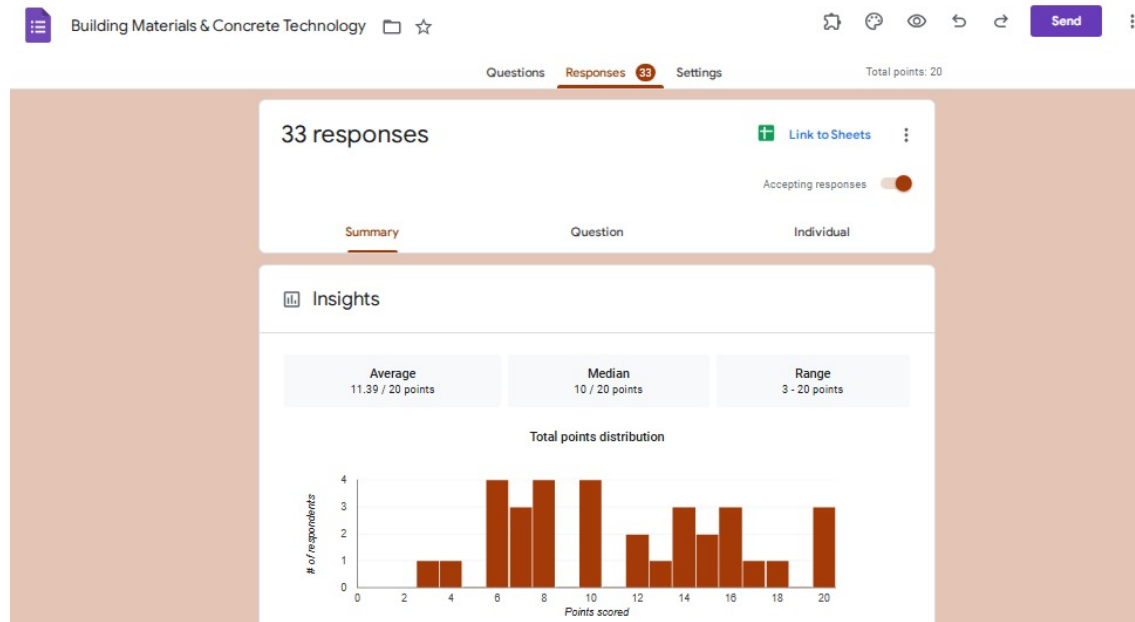 Building Materials & Concrete Technology
Send
Questions
Responses 33
Settings
Total points: 20
33 responses
Link to Sheets
Accepting responses
Summary
Question
Individual
Insights
Average
11.39 / 20 points
Median
10 / 20 points
Range
3 - 20 points
Total points distribution
# of respondents
4
3
2
1
0
0 2 4 6 8 10 12 14 16 18 20
Points scored